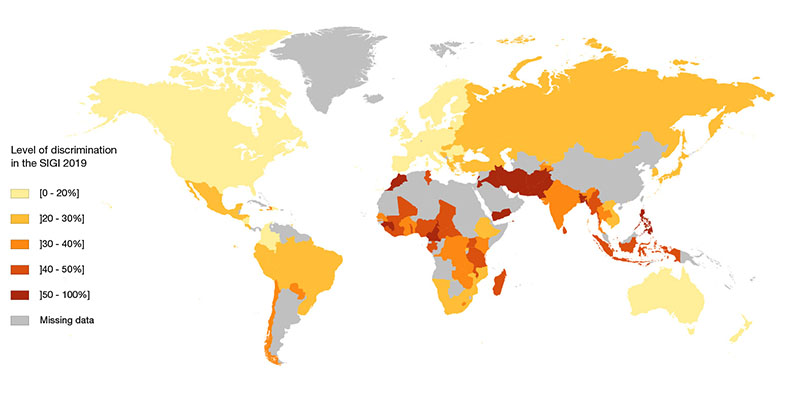 Level of discrimination
in the SIGI 2019
[0 - 20%]
]20 - 30%]
]30 - 40%]
]40 - 50%]
]50 - 100%]
Missing data